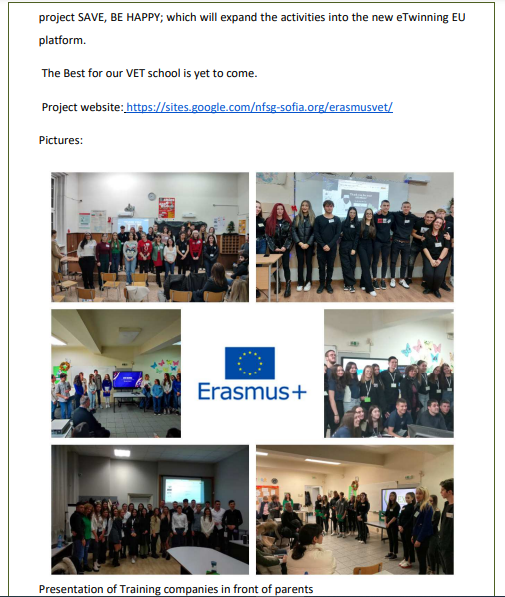 project SAVE, BE HAPPY; which will expand the activities into the new eTwinning EU
platform.
The Best for our VET school is yet to come.
Project website: https://sites.google.com/nfsg-sofia.org/erasmusvet/
Pictures:
Erasmus+
Presentation of Training companies in front of parents